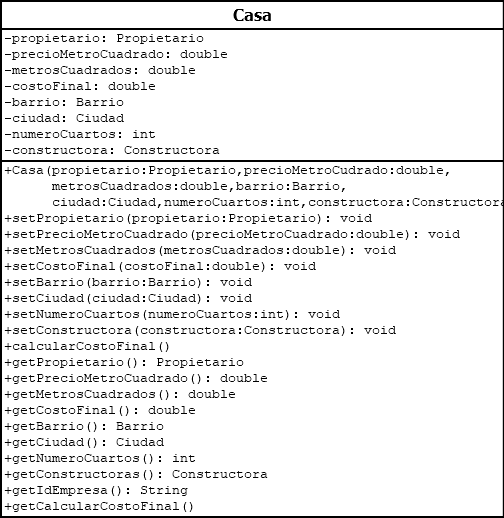 Casa
-propietario: Propietario
-precioMetroCuadrado: double
-metrosCuadrados: double
-costoFinal: double
-barrio: Barrio
-ciudad: Ciudad
-numeroCuartos: int
-constructora: Constructora
+Casa(propietario:Propietario,precioMetroCudrado:double,
metrosCuadrados:double,barrio:Barrio,
ciudad:Ciudad,numeroCuartos:int,constructora:Constructora
+setPropietario(propietario:Propietario): void
+setPrecioMetroCuadrado(precioMetroCuadrado:double): void
+setMetrosCuadrados(metrosCuadrados:double): void
+setCostoFinal(costoFinal:double): void
+setBarrio(barrio:Barrio): void
+setCiudad(ciudad:Ciudad): void
+setNumeroCuartos(numeroCuartos:int): void
+setConstructora(constructora:Constructora): void
+calcularCostoFinal()
+getPropietario(): Propietario
+getPrecioMetroCuadrado(): double
+getMetrosCuadrados(): double
+getCostoFinal(): double
+getBarrio(): Barrio
+getCiudad(): Ciudad
+getNumeroCuartos(): int
+getConstructoras(): Constructora
+getIdEmpresa(): String
+getCalcularCostoFinal()